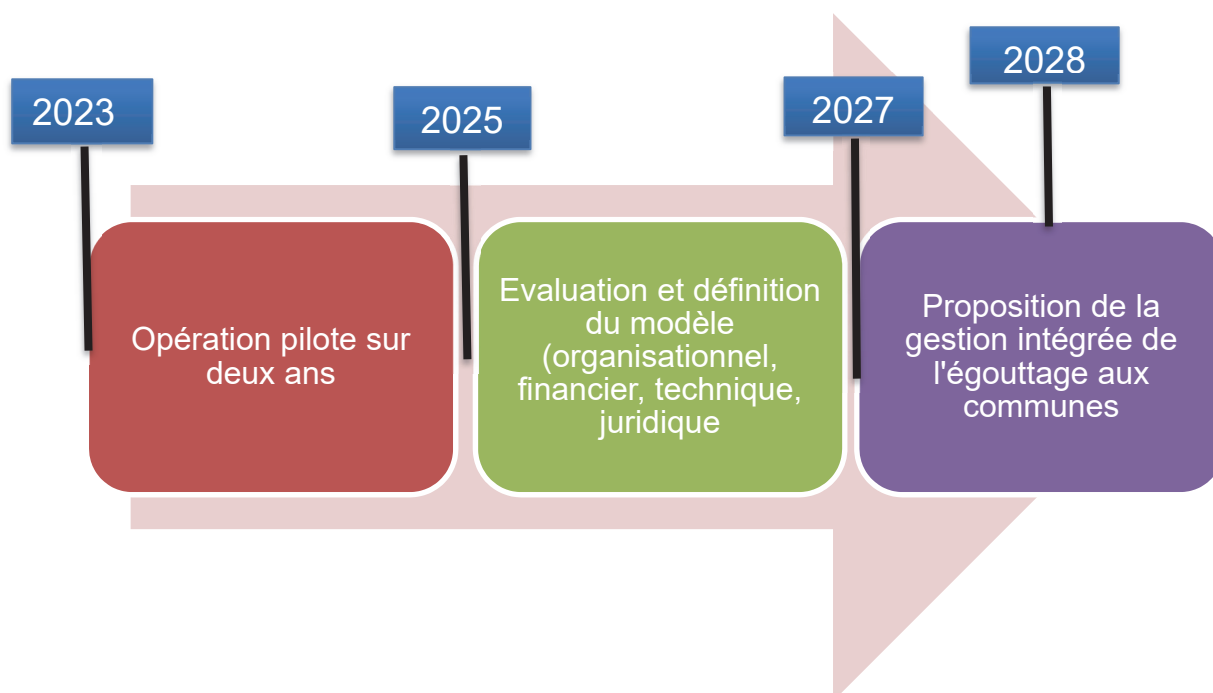 2023
2025
2027
2028
Opération pilote sur
deux ans
Evaluation et définition
du modèle
(organisationnel,
financier, technique,
juridique
Proposition de la
gestion intégrée de
l'égouttage aux
communes